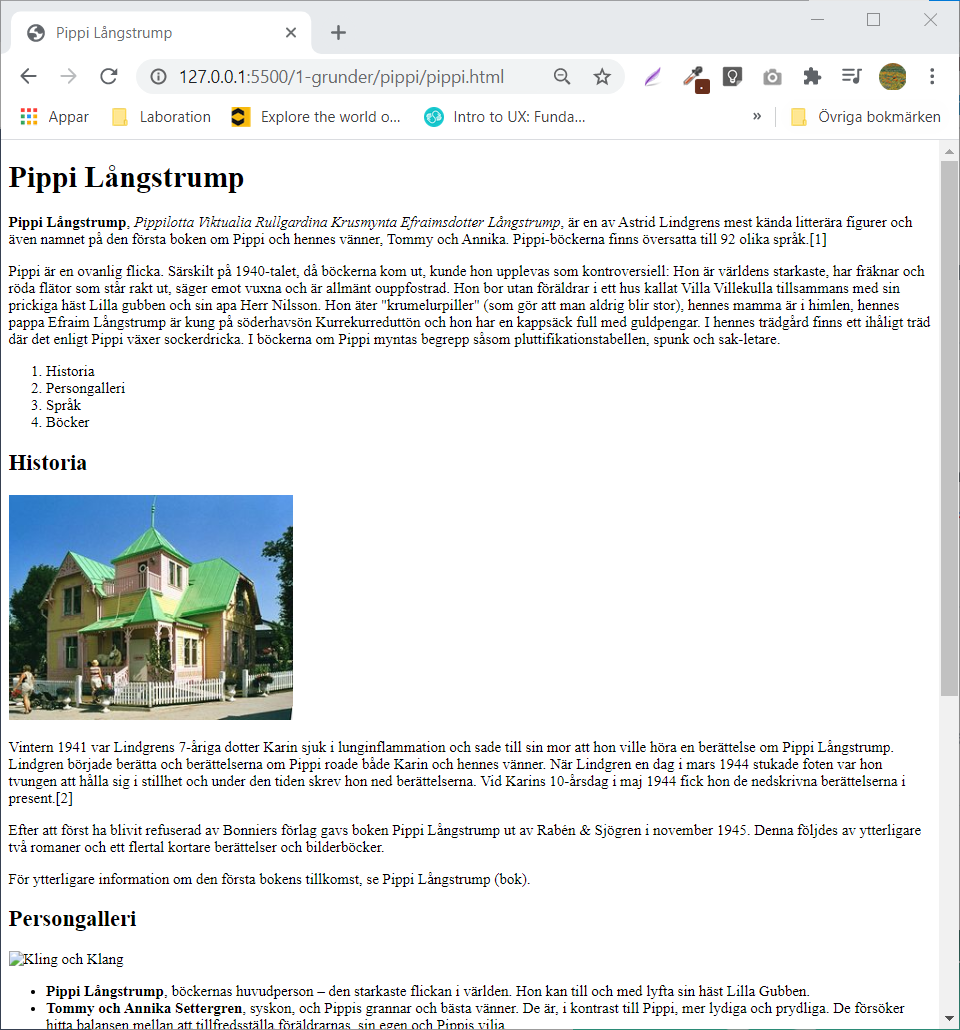 Pippi Långstrump
127.0.0.1:5500/1-grunder/pippi/pippi.html
Appar Laboration Explore the world o... Intro to UX: Funda... » Övriga bokmärken
Pippi Långstrump
Pippi Långstrump, Pippilotta Viktualia Rullgardina Krusmynta Efraimsdotter Långstrump, är en av Astrid Lindgrens mest kända litterära figurer och
även namnet på den första boken om Pippi och hennes vänner, Tommy och Annika. Pippi-böckerna finns översatta till 92 olika språk.[1]
Pippi är en ovanlig flicka. Särskilt på 1940-talet, då böckerna kom ut, kunde hon upplevas som kontroversiell: Hon är världens starkaste, har fräknar och
röda flätor som står rakt ut, säger emot vuxna och är allmänt ouppfostrad. Hon bor utan föräldrar i ett hus kallat Villa Villekulla tillsammans med sin
prickiga häst Lilla gubben och sin apa Herr Nilsson. Hon äter "krumelurpiller" (som gör att man aldrig blir stor), hennes mamma är i himlen, hennes
pappa Efraim Långstrump är kung på söderhavsön Kurrekurreduttön och hon har en kappsäck full med guldpengar. I hennes trädgård finns ett ihåligt träd
där det enligt Pippi växer sockerdricka. I böckerna om Pippi myntas begrepp såsom pluttifikationstabellen, spunk och sak-letare.
1. Historia
2. Persongalleri
3. Språk
4. Böcker
Historia
Vintern 1941 var Lindgrens 7-åriga dotter Karin sjuk i lunginflammation och sade till sin mor att hon ville höra en berättelse om Pippi Långstrump.
Lindgren började berätta och berättelserna om Pippi roade både Karin och hennes vänner. När Lindgren en dag i mars 1944 stukade foten var hon
tvungen att hålla sig i stillhet och under den tiden skrev hon ned berättelserna. Vid Karins 10-årsdag i maj 1944 fick hon de nedskrivna berättelserna i
present.[2]
Efter att först ha blivit refuserad av Bonniers förlag gavs boken Pippi Långstrump ut av Rabén & Sjögren i november 1945. Denna följdes av ytterligare
två romaner och ett flertal kortare berättelser och bilderböcker.
För ytterligare information om den första bokens tillkomst, se Pippi Långstrump (bok).
Persongalleri
Kling och Klang
• Pippi Långstrump, böckernas huvudperson – den starkaste flickan i världen. Hon kan till och med lyfta sin häst Lilla Gubben.
• Tommy och Annika Settergren, syskon, och Pippis grannar och bästa vänner. De är, i kontrast till Pippi, mer lydiga och prydliga. De försöker
hitta balansen mellan att tillfredsställa föräldrarnas, sin egen och Pippis vilja.